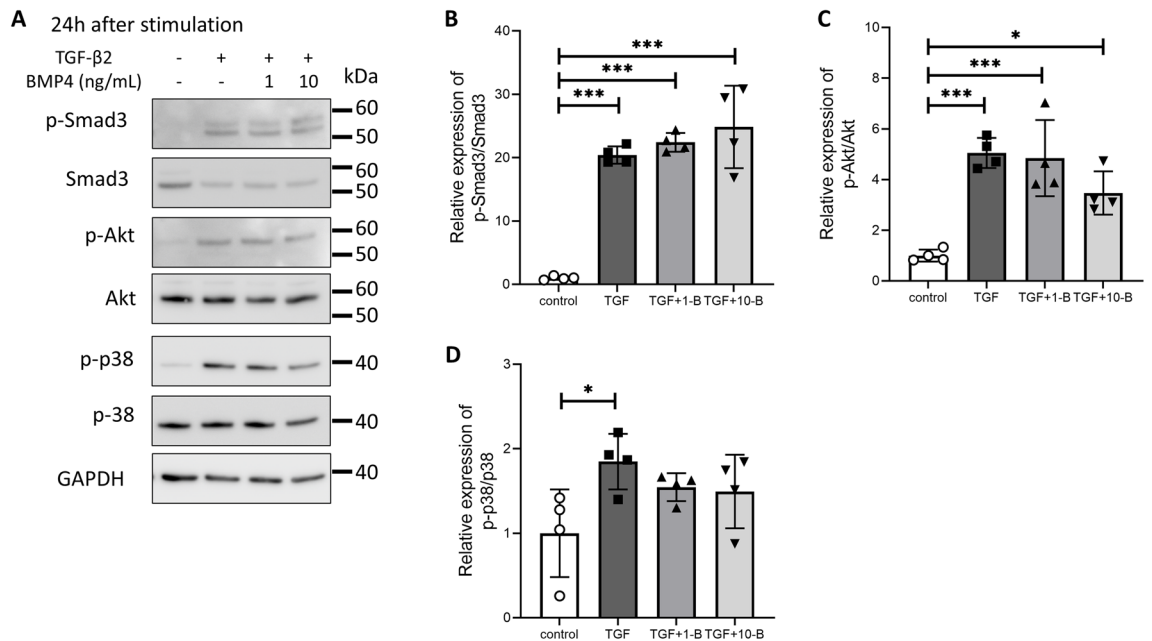 A
24h after stimulation
TGF-β2 - + + +
BMP4 (ng/mL) - - 1 10 kDa
p-Smad3 60
50
Smad3 60
50
p-Akt 60
50
Akt 60
50
p-p38 40
p-38 40
GAPDH 40
B
Relative expression of
p-Smad3/Smad3
40
30
20
10
0
***
***
***
control TGF TGF+1-B TGF+10-B
C
Relative expression of
p-Akt/Akt
10
8
6
4
2
0
*
***
***
control TGF TGF+1-B TGF+10-B
D
Relative expression of
p-p38/p38
3
2
1
0
*
control TGF TGF+1-B TGF+10-B